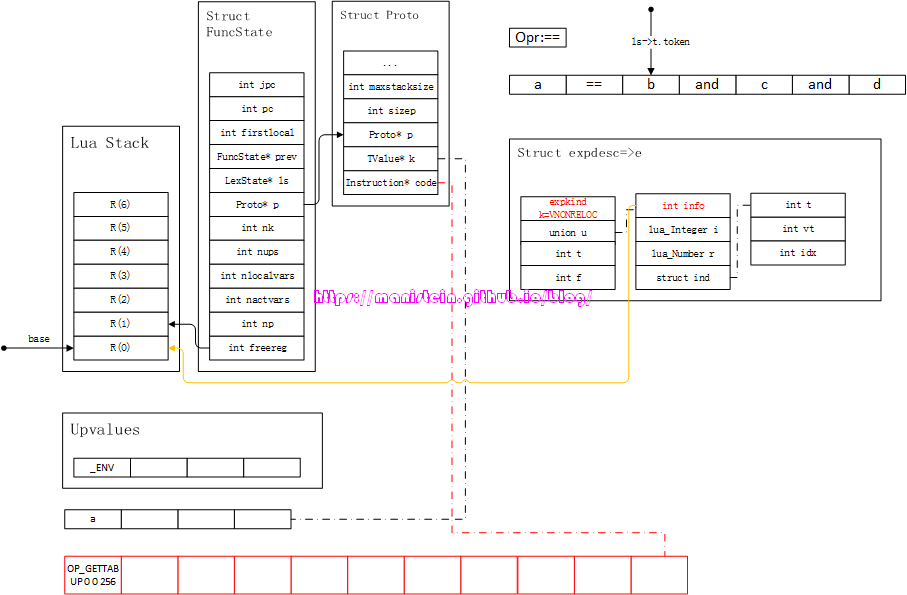 Struct
FuncState
int jpc
int pc
int firstlocal
FuncState* prev
LexState* ls
Proto* p
int nk
int nups
int nlocalvars
int nactvars
int np
int freereg
Struct Proto
...
int maxstacksize
int sizep
Proto* p
TValue* k
Instruction* code
Opr:==
ls->t.token
a == b and c and d
Lua Stack
R(6)
R(5)
R(4)
R(3)
R(2)
R(1)
R(0)
base
Struct expdesc=>e
expkind
k=VNONRELOC
union u
int t
int f
int info
lua_Integer i
lua_Number r
struct ind
int t
int vt
int idx
https://manistein.github.io/blog/
Upvalues
_ENV
a
OP_GETTAB
UP 0 0 256